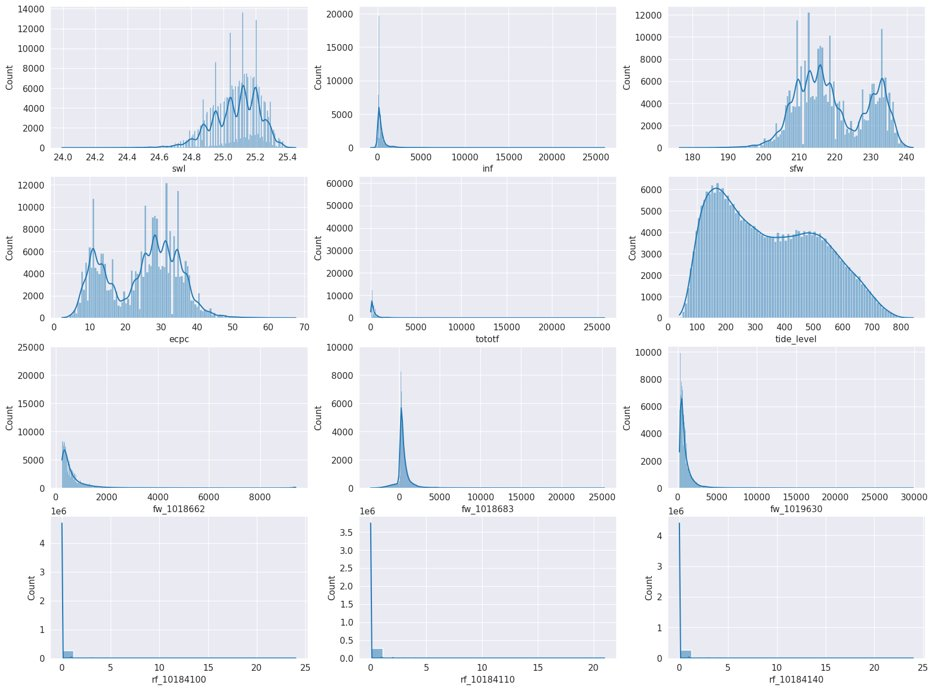 14000
12000
10000
8000
6000
4000
2000
0
Count
24.0 24.2 24.4 24.6 24.8 25.0 25.2 25.4
swl
20000
15000
10000
5000
0
Count
0 5000 10000 15000 20000 25000
inf
12000
10000
8000
6000
4000
2000
0
Count
180 190 200 210 220 230 240
sfw
12000
10000
8000
6000
4000
2000
0
Count
0 10 20 30 40 50 60 70
ecpc
60000
50000
40000
30000
20000
10000
0
Count
0 5000 10000 15000 20000 25000
tototf
6000
5000
4000
3000
2000
1000
0
Count
0 100 200 300 400 500 600 700 800
tide_level
25000
20000
15000
10000
5000
0
Count
0 2000 4000 6000 8000
fw_1018662
10000
8000
6000
4000
2000
0
Count
0 5000 10000 15000 20000 25000
fw_1018683
10000
8000
6000
4000
2000
0
Count
0 5000 10000 15000 20000 25000 30000
fw_1019630
1e6
4
3
2
1
0
Count
0 5 10 15 20 25
rf_10184100
1e6
3.5
3.0
2.5
2.0
1.5
1.0
0.5
0.0
Count
0 5 10 15 20
rf_10184110
1e6
4
3
2
1
0
Count
0 5 10 15 20 25
rf_10184140